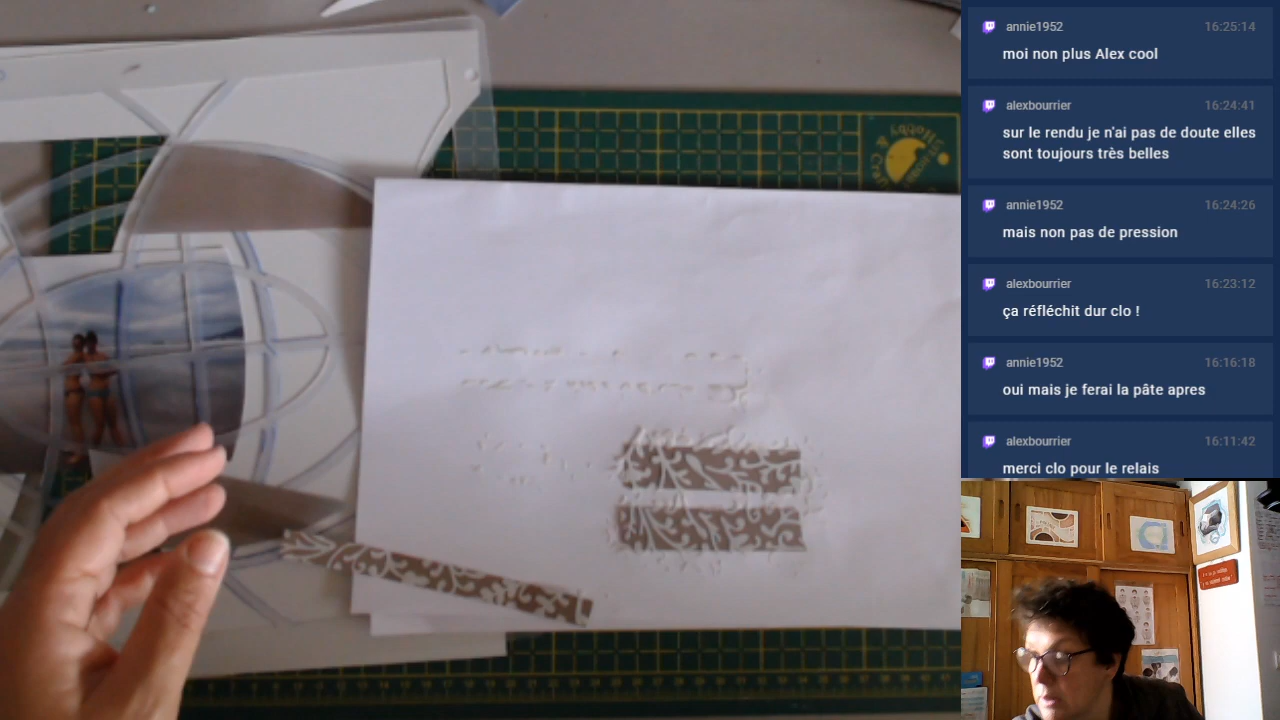 annie1952 16:25:14
moi non plus Alex cool
alexbourrier 16:24:41
sur le rendu je n'ai pas de doute elles
sont toujours très belles
annie1952 16:24:26
mais non pas de pression
alexbourrier 16:23:12
ça réfléchit dur clo !
annie1952 16:16:18
oui mais je ferai la pâte apres
alexbourrier 16:11:42
merci clo pour le relais